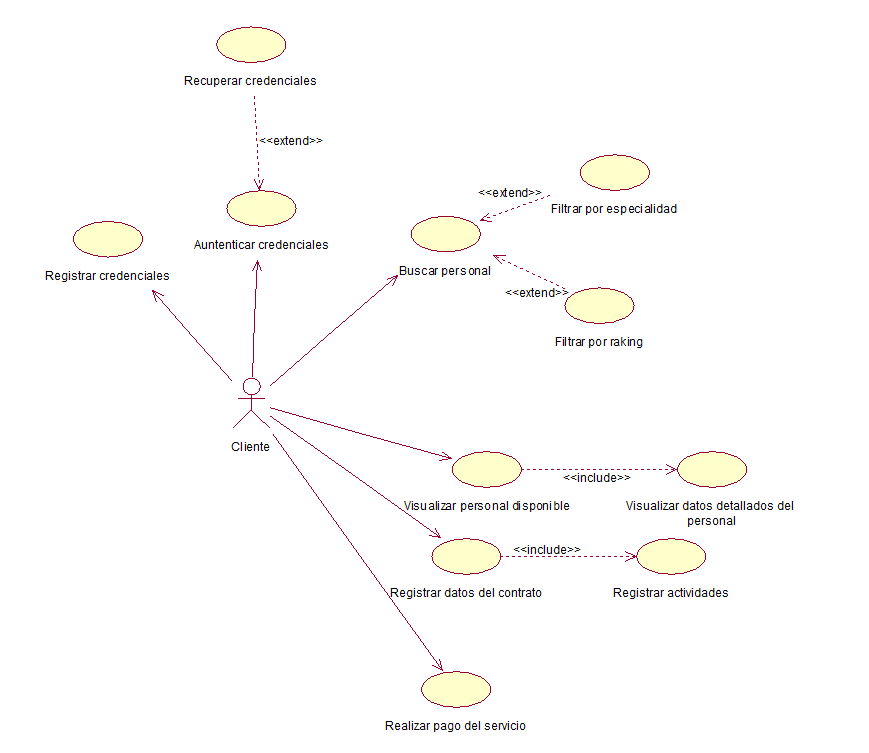 Recuperar credenciales
<<extend>>
<<extend>>
Filtrar por especialidad
Auntenticar credenciales
Registrar credenciales
Buscar personal
<<extend>>
Filtrar por raking
Cliente
<<include>>
Visualizar personal disponible
Visualizar datos detallados del
personal
<<include>>
Registrar datos del contrato
Registrar actividades
Realizar pago del servicio